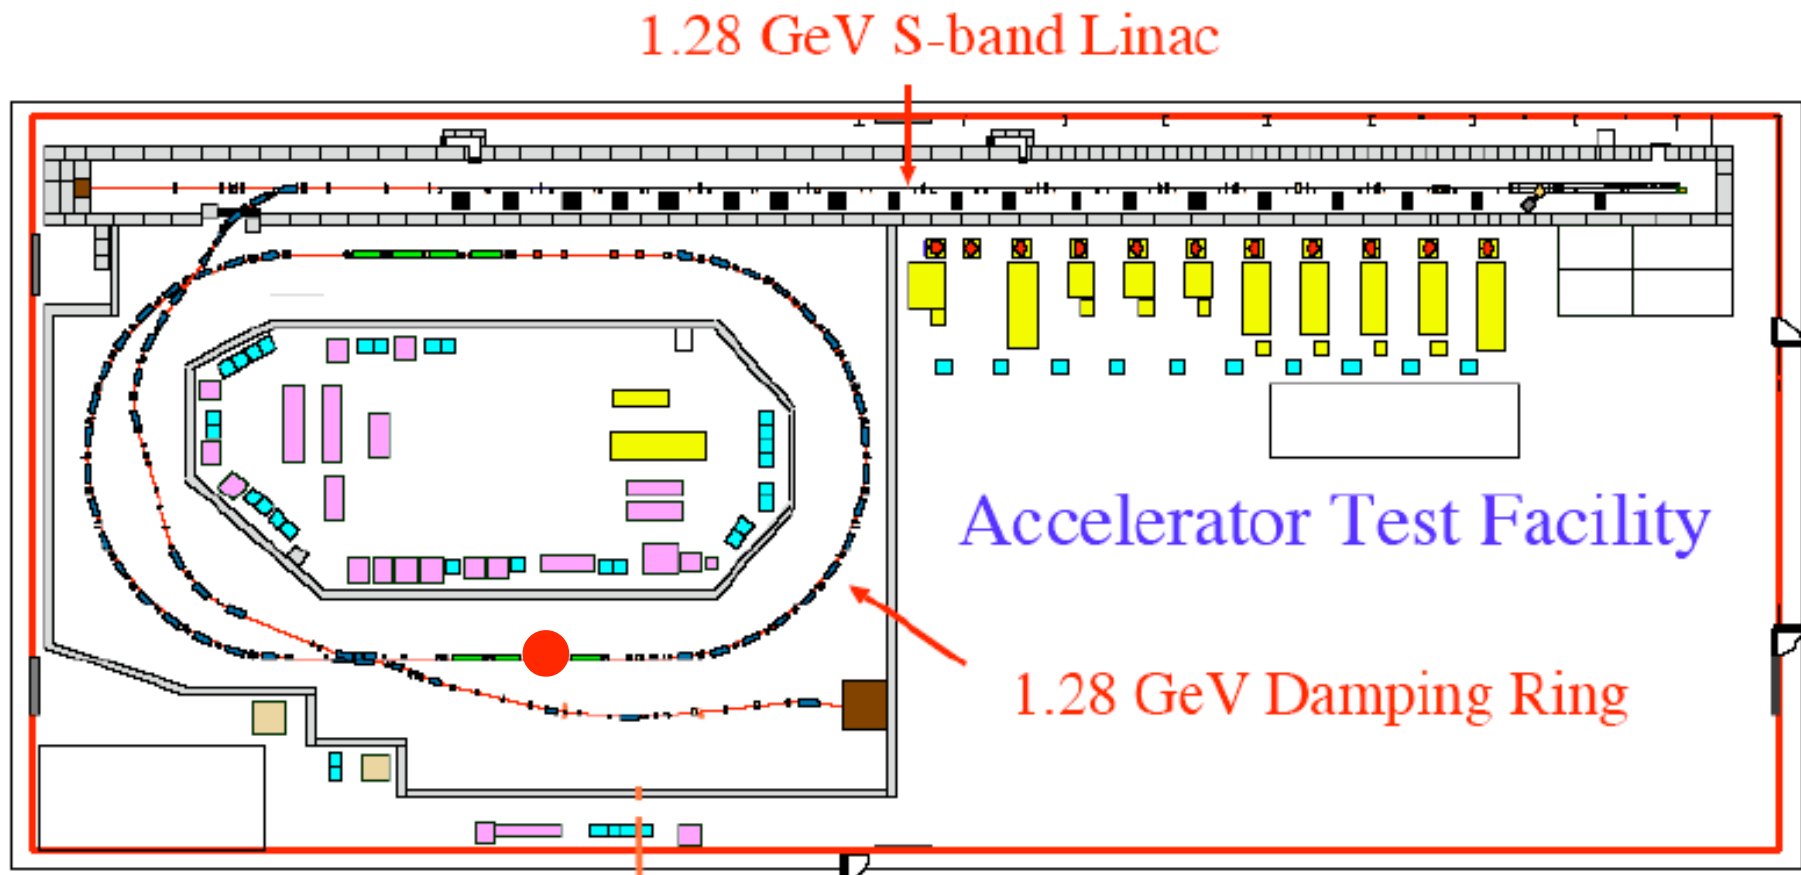 1.28 GeV S-band Linac
Accelerator Test Facility
1.28 GeV Damping Ring